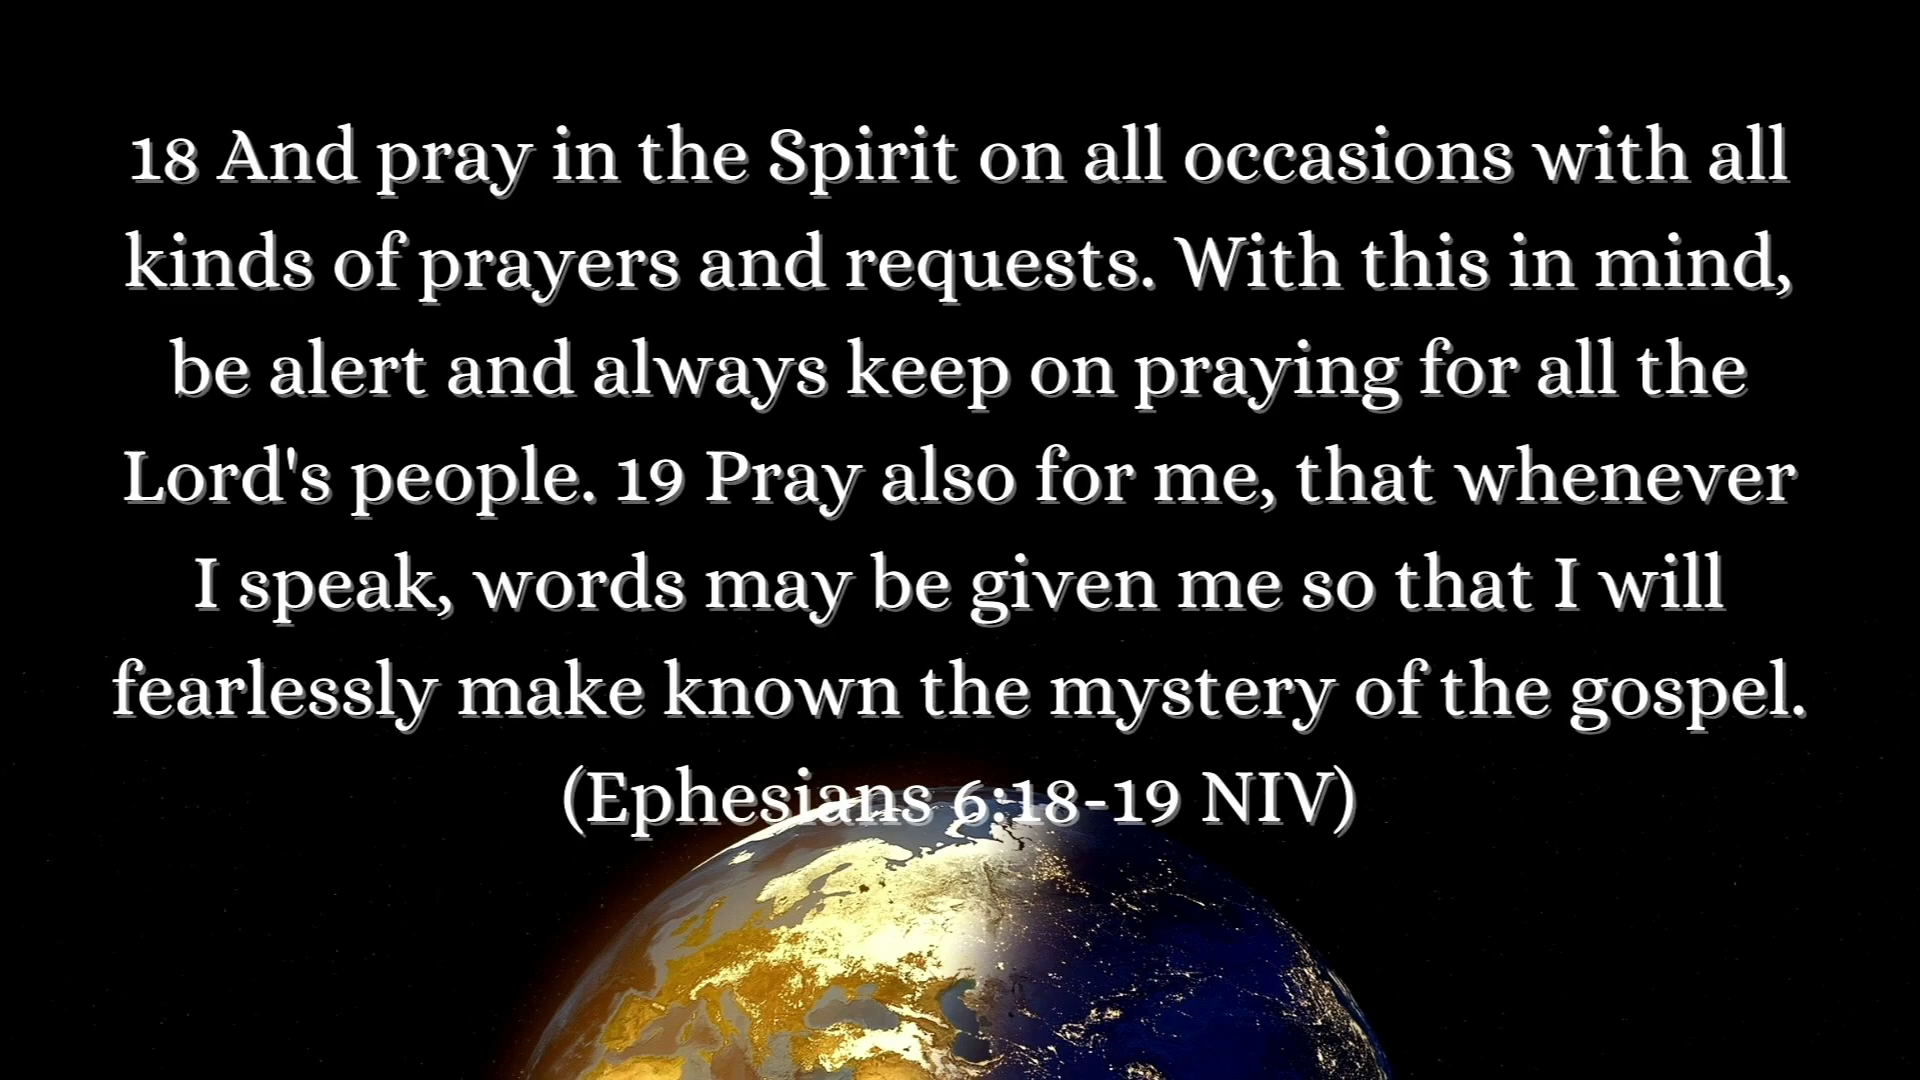 18 And pray in the Spirit on all occasions with all
kinds of prayers and requests. With this in mind,
be alert and always keep on praying for all the
Lord's people. 19 Pray also for me, that whenever
I speak, words may be given me so that I will
fearlessly make known the mystery of the gospel.
(Ephesians 6:18-19 NIV)